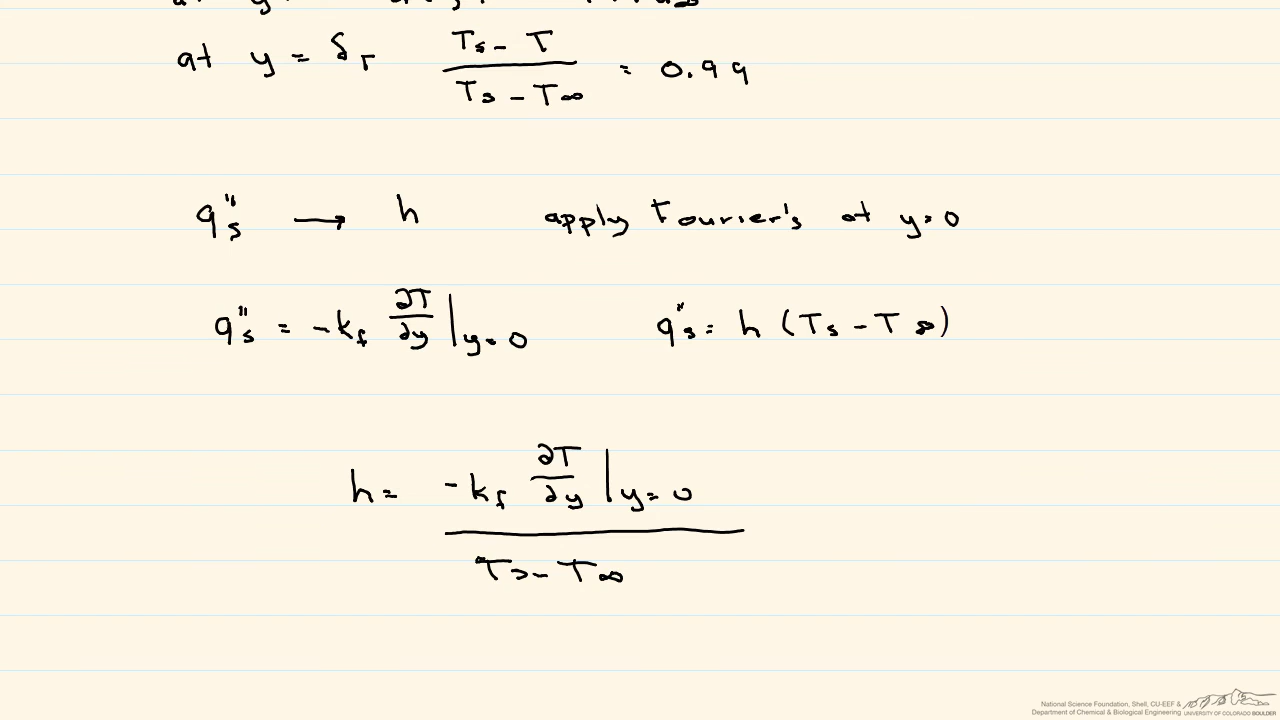 at y = δT (Ts - T)/(Ts - T∞) = 0.99
q"s → h apply Fourier's at y=0
q"s = -kf ∂T/∂y |y=0 q"s = h (Ts - T∞)
h = (-kf ∂T/∂y |y=0)/(Ts - T∞)
National Science Foundation, Shell, CU-EEF &
Department of Chemical & Biological Engineering UNIVERSITY OF COLORADO BOULDER